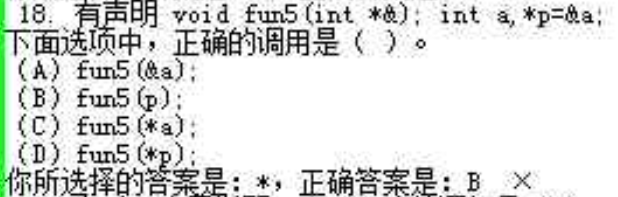 18. 有声明 void fun5(int *&); int a,*p=&a;
下面选项中，正确的调用是（ ）。
(A) fun5(&a);
(B) fun5(p);
(C) fun5(*a);
(D) fun5(*p);
你所选择的答案是：*，正确答案是：B ×